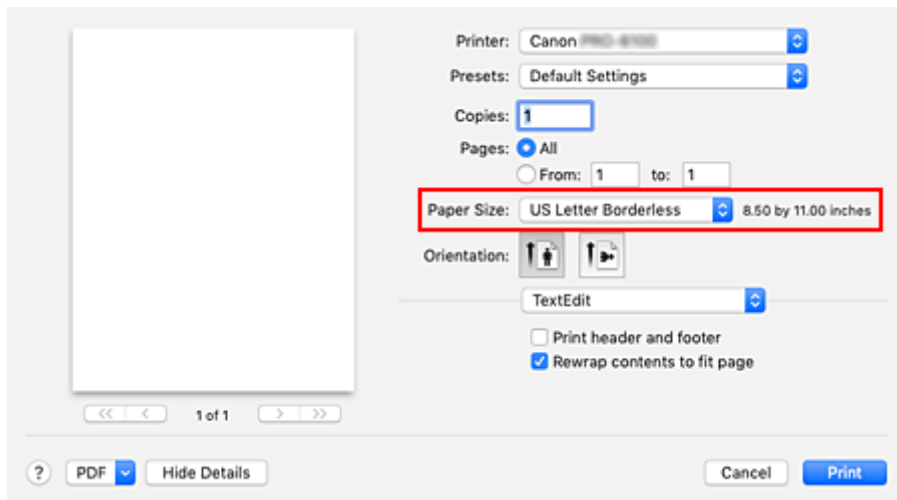 Printer: Canon
Presets: Default Settings
Copies: 1
Pages: All
From: 1 to: 1
Paper Size: US Letter Borderless 8.50 by 11.00 inches
Orientation:
TextEdit
Print header and footer
Rewrap contents to fit page
<< < 1 of 1 > >>
? PDF Hide Details Cancel Print